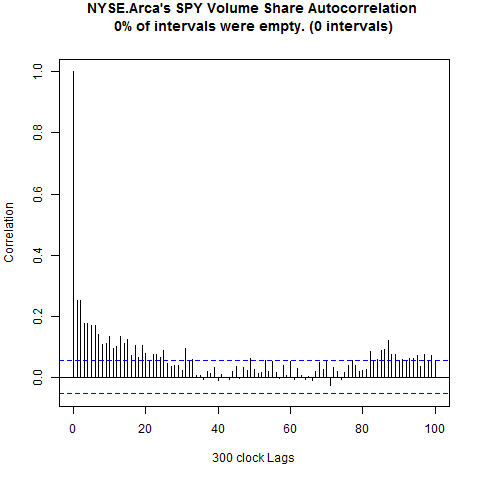 NYSE.Arca's SPY Volume Share Autocorrelation
0% of intervals were empty. (0 intervals)
1.0
0.8
0.6
0.4
0.2
0.0
Correlation
0 20 40 60 80 100
300 clock Lags